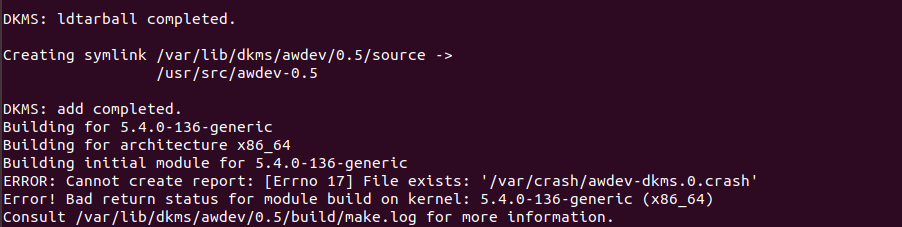 DKMS: ldtarball completed.
Creating symlink /var/lib/dkms/awdev/0.5/source ->
/usr/src/awdev-0.5
DKMS: add completed.
Building for 5.4.0-136-generic
Building for architecture x86_64
Building initial module for 5.4.0-136-generic
ERROR: Cannot create report: [Errno 17] File exists: '/var/crash/awdev-dkms.0.crash'
Error! Bad return status for module build on kernel: 5.4.0-136-generic (x86_64)
Consult /var/lib/dkms/awdev/0.5/build/make.log for more information.